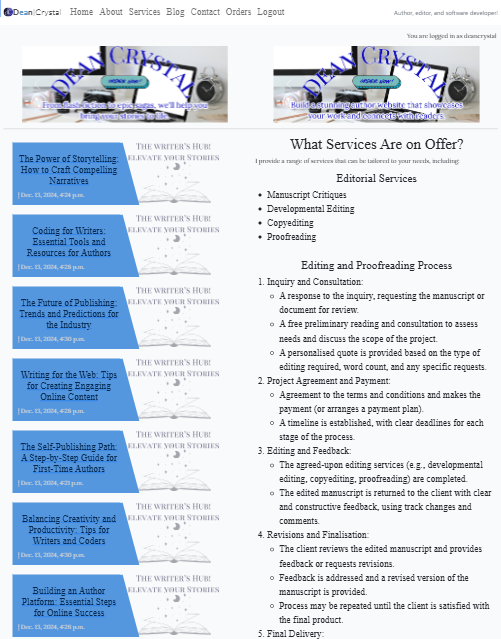 Dean|Crystal
Home About Services Blog Contact Orders Logout
Author, editor, and software developer!
You are logged in as deancrystal
DEAN CRYSTAL
ORDER NOW!
From flash fiction to epic sagas, we'll help you
bring your stories to life.
DEAN CRYSTAL
ORDER NOW!
Build a stunning author website that showcases
your work and connects with readers.
The Power of Storytelling:
How to Craft Compelling
Narratives
| Dec. 13, 2024, 4:24 p.m.
THE WRITER'S HUB!
ELEVATE YOUR STORIES
Coding for Writers:
Essential Tools and
Resources for Authors
| Dec. 13, 2024, 4:28 p.m.
THE WRITER'S HUB!
ELEVATE YOUR STORIES
The Future of Publishing:
Trends and Predictions for
the Industry
| Dec. 13, 2024, 4:30 p.m.
THE WRITER'S HUB!
ELEVATE YOUR STORIES
Writing for the Web: Tips
for Creating Engaging
Online Content
| Dec. 13, 2024, 4:28 p.m.
THE WRITER'S HUB!
ELEVATE YOUR STORIES
The Self-Publishing Path:
A Step-by-Step Guide for
First-Time Authors
| Dec. 13, 2024, 4:21 p.m.
THE WRITER'S HUB!
ELEVATE YOUR STORIES
Balancing Creativity and
Productivity: Tips for
Writers and Coders
| Dec. 13, 2024, 4:30 p.m.
THE WRITER'S HUB!
ELEVATE YOUR STORIES
Building an Author
Platform: Essential Steps
for Online Success
| Dec. 13, 2024, 4:26 p.m.
THE WRITER'S HUB!
ELEVATE YOUR STORIES
What Services Are on Offer?
I provide a range of services that can be tailored to your needs, including:
Editorial Services
• Manuscript Critiques
• Developmental Editing
• Copyediting
• Proofreading
Editing and Proofreading Process
1. Inquiry and Consultation:
A response to the inquiry, requesting the manuscript or
document for review.
A free preliminary reading and consultation to assess
needs and discuss the scope of the project.
A personalised quote is provided based on the type of
editing required, word count, and any specific requests.
2. Project Agreement and Payment:
Agreement to the terms and conditions and makes the
payment (or arranges a payment plan).
A timeline is established, with clear deadlines for each
stage of the process.
3. Editing and Feedback:
The agreed-upon editing services (e.g., developmental
editing, copyediting, proofreading) are completed.
The edited manuscript is returned to the client with clear
and constructive feedback, using track changes and
comments.
4. Revisions and Finalisation:
The client reviews the edited manuscript and provides
feedback or requests revisions.
Feedback is addressed and a revised version of the
manuscript is provided.
Process may be repeated until the client is satisfied with
the final product.
5. Final Delivery: